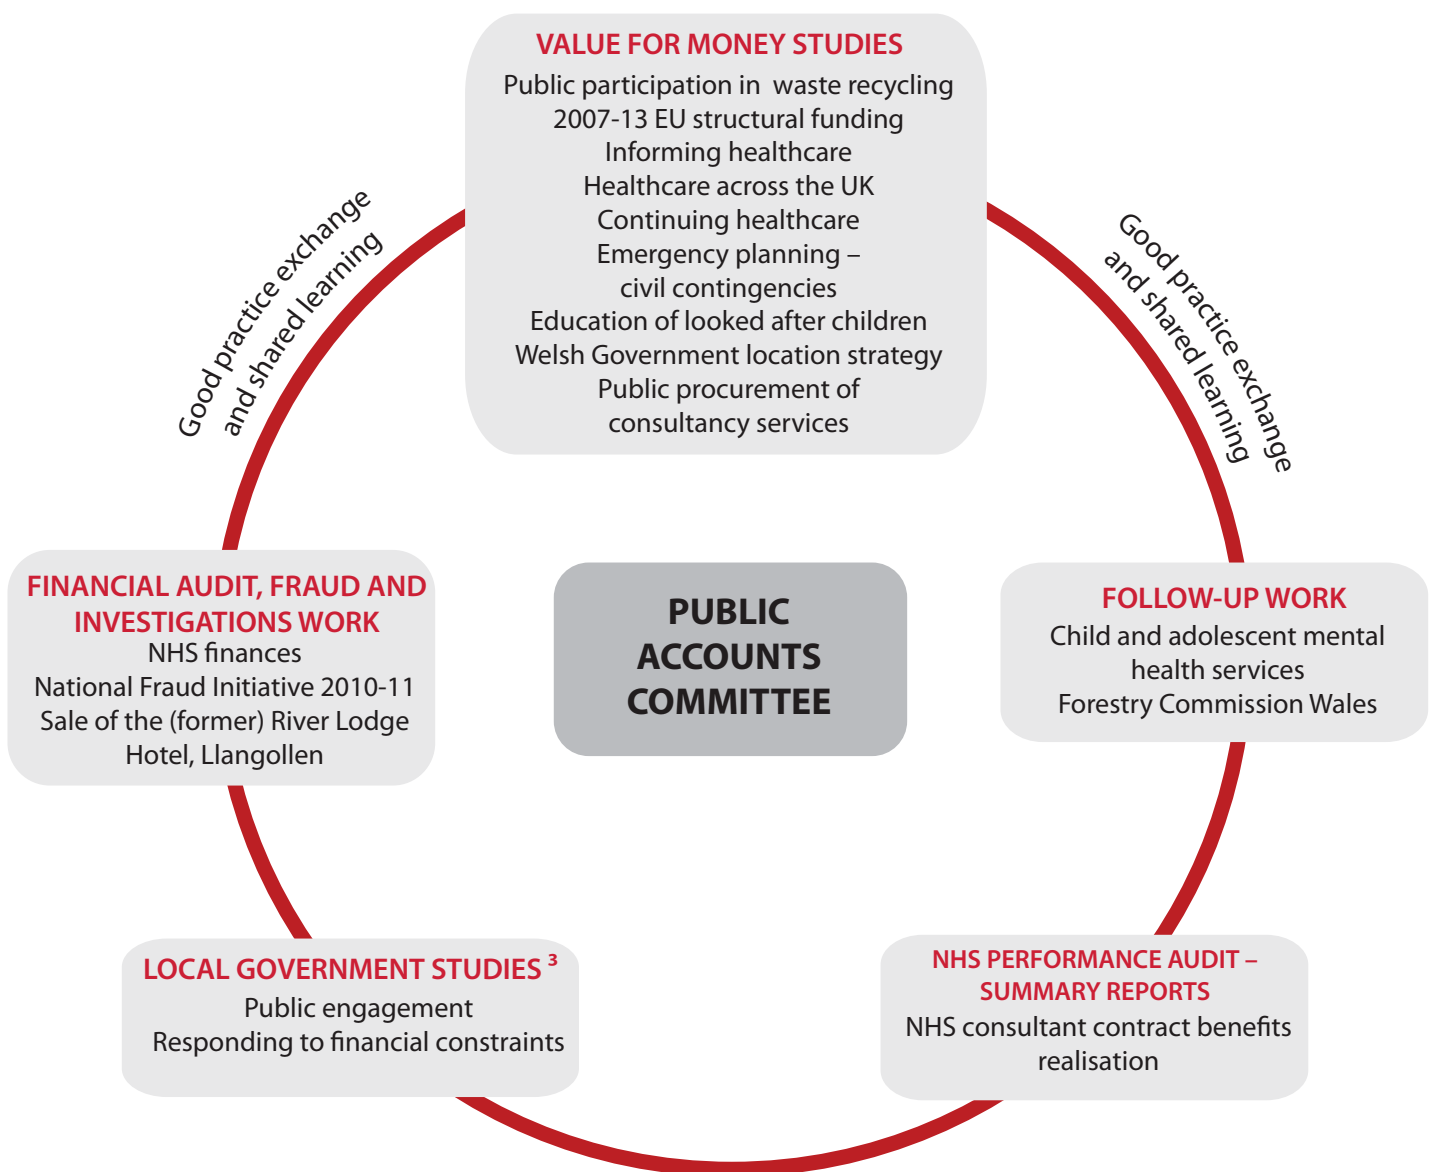 VALUE FOR MONEY STUDIES
Public participation in waste recycling
2007-13 EU structural funding
Informing healthcare
Healthcare across the UK
Continuing healthcare
Emergency planning –
civil contingencies
Education of looked after children
Welsh Government location strategy
Public procurement of
consultancy services
Good practice exchange
and shared learning
Good practice exchange
and shared learning
FINANCIAL AUDIT, FRAUD AND
INVESTIGATIONS WORK
NHS finances
National Fraud Initiative 2010-11
Sale of the (former) River Lodge
Hotel, Llangollen
PUBLIC
ACCOUNTS
COMMITTEE
FOLLOW-UP WORK
Child and adolescent mental
health services
Forestry Commission Wales
LOCAL GOVERNMENT STUDIES ³
Public engagement
Responding to financial constraints
NHS PERFORMANCE AUDIT –
SUMMARY REPORTS
NHS consultant contract benefits
realisation